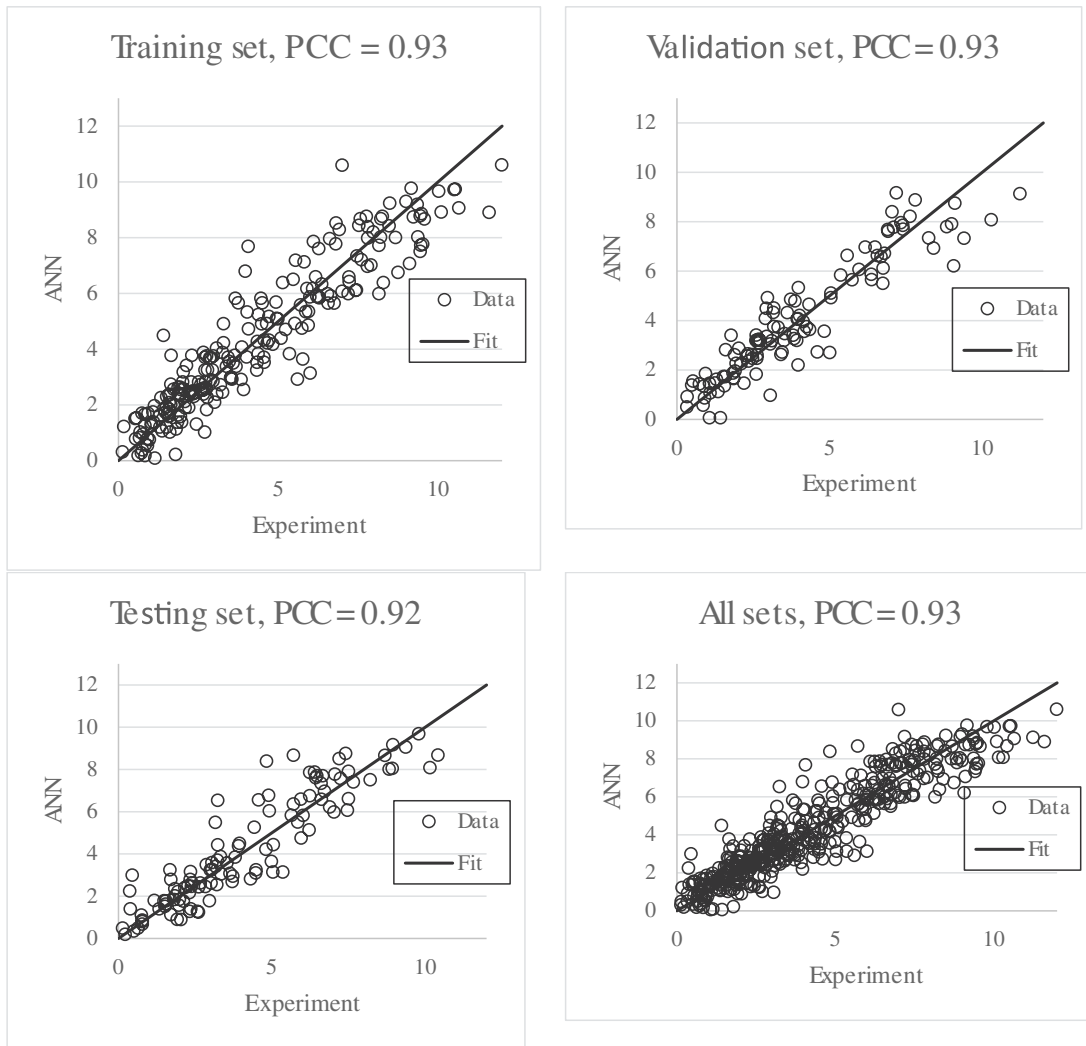 Training set, PCC = 0.93
12
10
8
6
4
2
0
ANN
0 5 10
Experiment
Data
Fit
Validation set, PCC = 0.93
12
10
8
6
4
2
0
ANN
0 5 10
Experiment
Data
Fit
Testing set, PCC = 0.92
12
10
8
6
4
2
0
ANN
0 5 10
Experiment
Data
Fit
All sets, PCC = 0.93
12
10
8
6
4
2
0
ANN
0 5 10
Experiment
Data
Fit